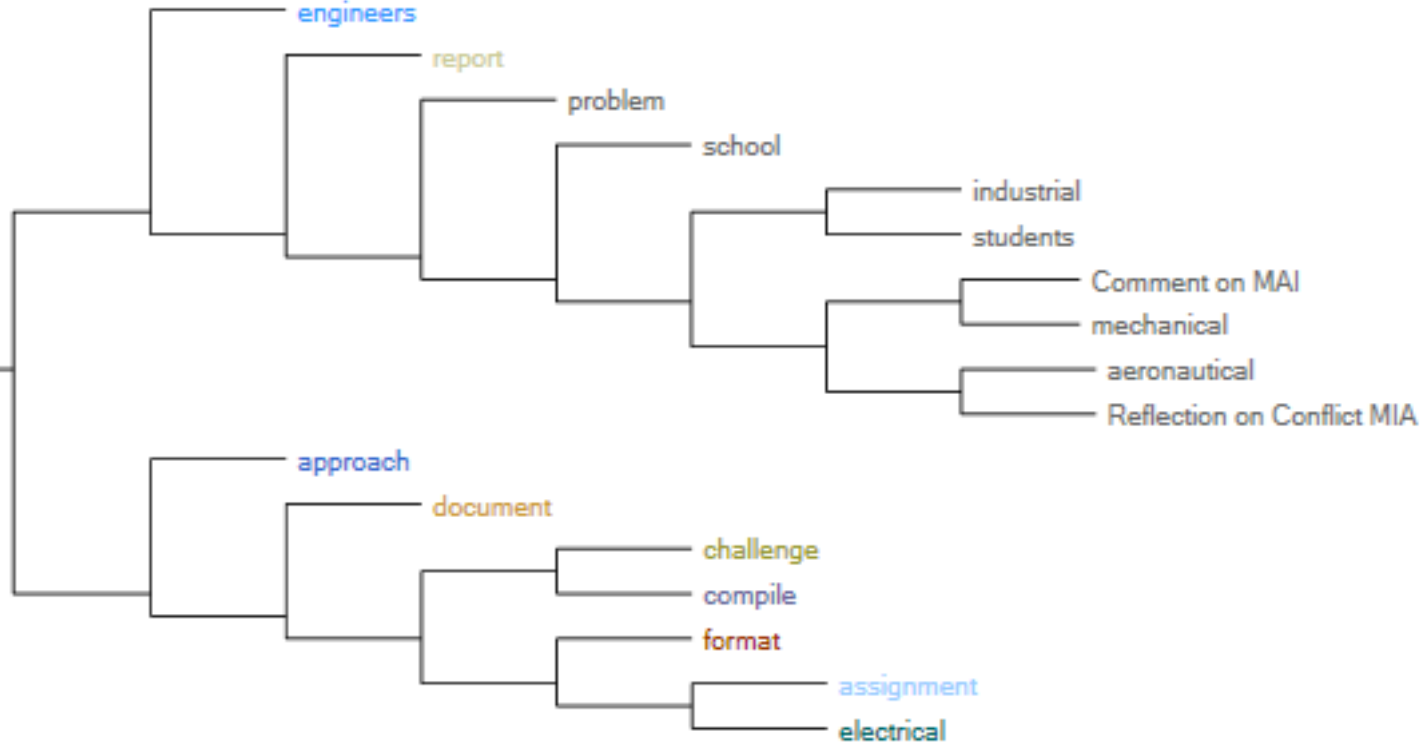 engineers
report
problem
school
industrial
students
Comment on MAI
mechanical
aeronautical
Reflection on Conflict MIA
approach
document
challenge
compile
format
assignment
electrical